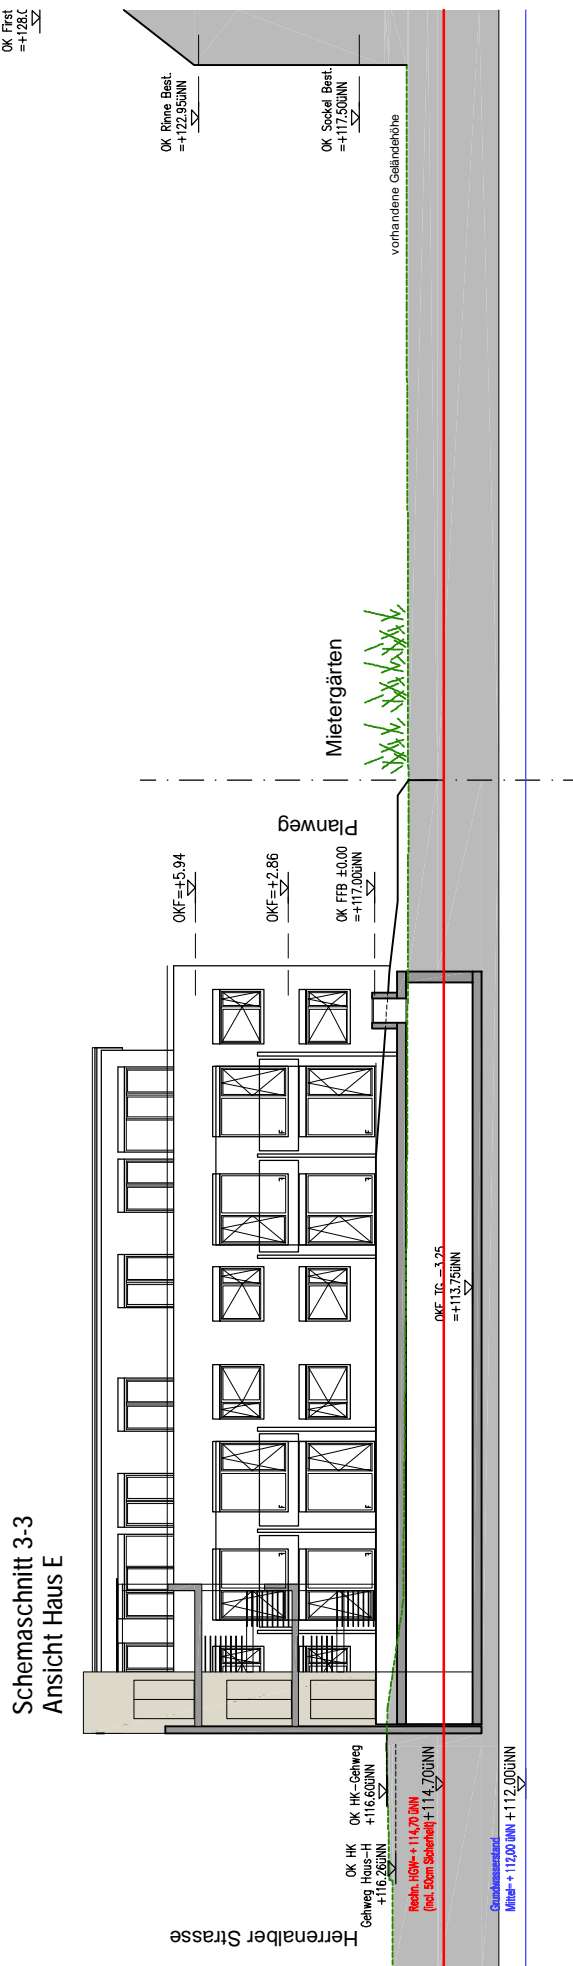 Schemaschnitt 3-3
Ansicht Haus E
Herrenalber Strasse
OK HK
Gehweg Haus-H
+116.26üNN
OK HK-Gehweg
+116.60üNN
Rechn. HGW= + 114,70 üNN
(incl. 50cm Sicherheit)
+114.70üNN
Grundwasserstand
Mittel= + 112,00 üNN
+112.00üNN
OKF TG -3.25
=+113.75üNN
F
F
F
F
F
F
OKF=+5.94
OKF=+2.86
OK FFB ±0.00
=+117.00üNN
Planweg
Mietergärten
vorhandene Geländehöhe
OK Sockel Best.
=+117.50üNN
OK Rinne Best.
=+122.95üNN
OK First